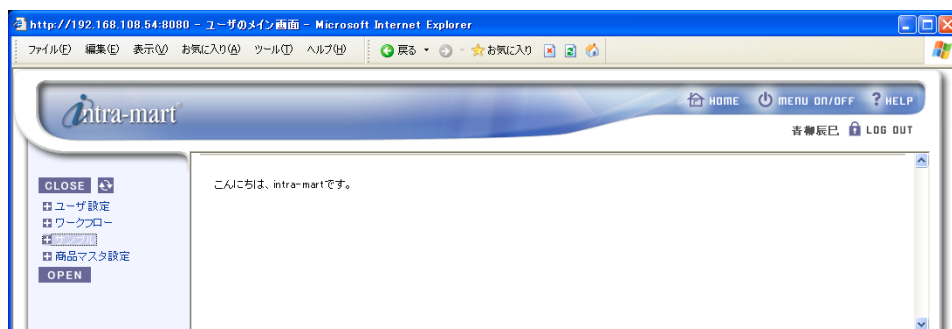 http://192.168.108.54:8080 - ユーザのメイン画面 - Microsoft Internet Explorer
ファイル(F) 編集(E) 表示(V) お気に入り(A) ツール(T) ヘルプ(H) 戻る お気に入り
intra-mart
HOME MENU ON/OFF ? HELP
青柳辰巳 LOG OUT
CLOSE
こんにちは、intra-martです。
ユーザ設定
ワークフロー
サンプル
商品マスタ設定
OPEN